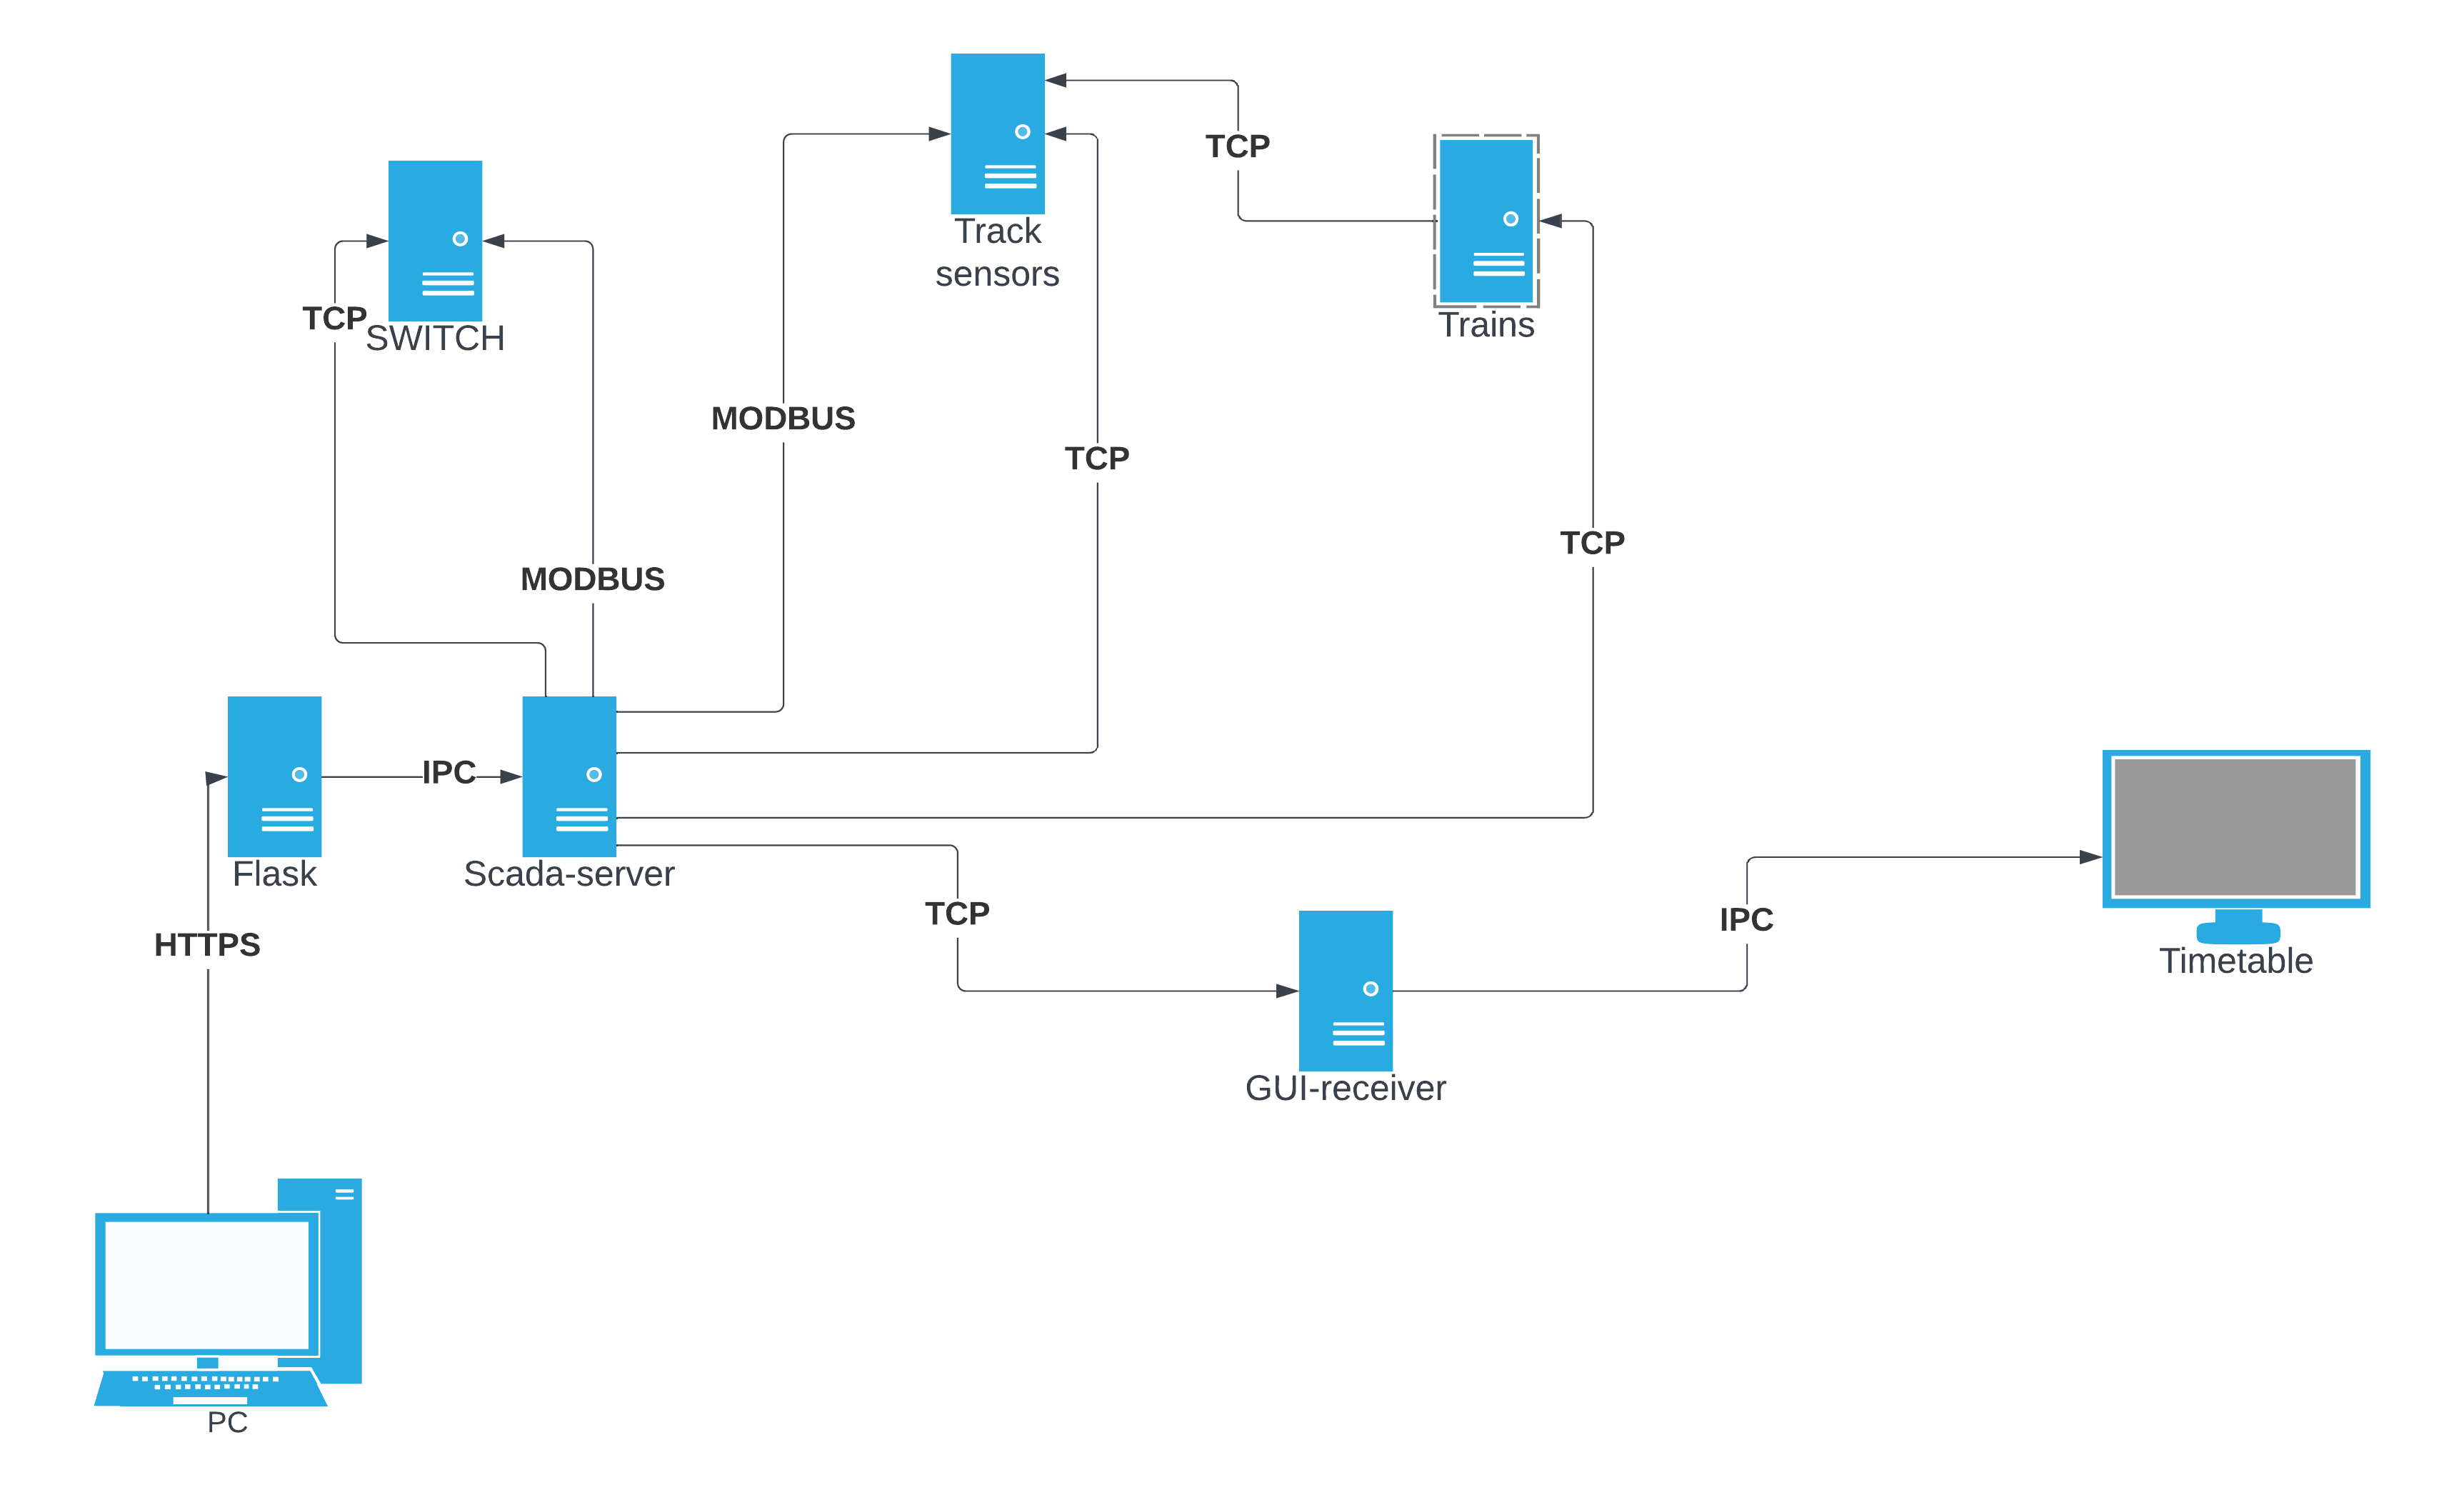 TCP
Track
sensors
TCP
SWITCH
Trains
MODBUS
TCP
TCP
MODBUS
IPC
Flask
Scada-server
TCP
IPC
HTTPS
Timetable
GUI-receiver
PC